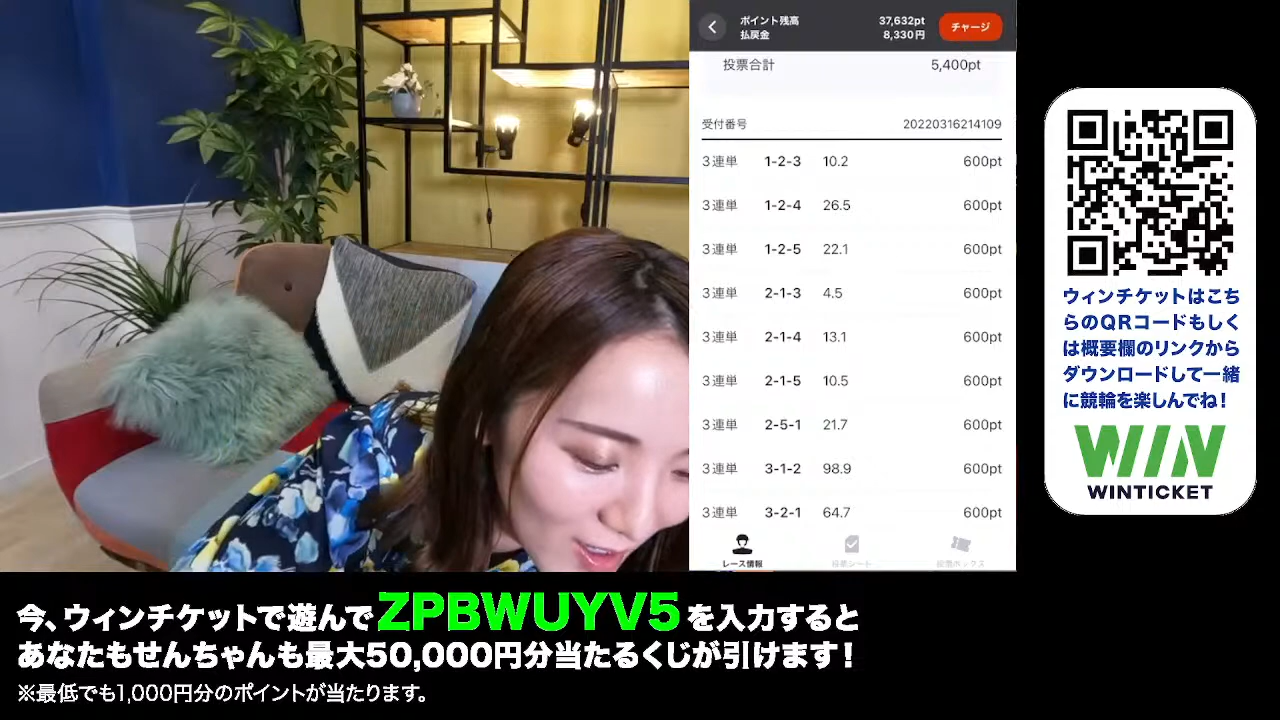 ポイント残高 37,632pt
払戻金 8,330円
チャージ
投票合計 5,400pt
受付番号 20220316214109
3連単 1-2-3 10.2 600pt
3連単 1-2-4 26.5 600pt
3連単 1-2-5 22.1 600pt
3連単 2-1-3 4.5 600pt
3連単 2-1-4 13.1 600pt
3連単 2-1-5 10.5 600pt
3連単 2-5-1 21.7 600pt
3連単 3-1-2 98.9 600pt
3連単 3-2-1 64.7 600pt
レース情報 投票シート 投票ボックス
ウィンチケットはこち
らのQRコードもしく
は概要欄のリンクから
ダウンロードして一緒
に競輪を楽しんでね!
WIN
WINTICKET
今、ウィンチケットで遊んでZPBWUYV5を入力すると
あなたもせんちゃんも最大50,000円分当たるくじが引けます!
※最低でも1,000円分のポイントが当たります。